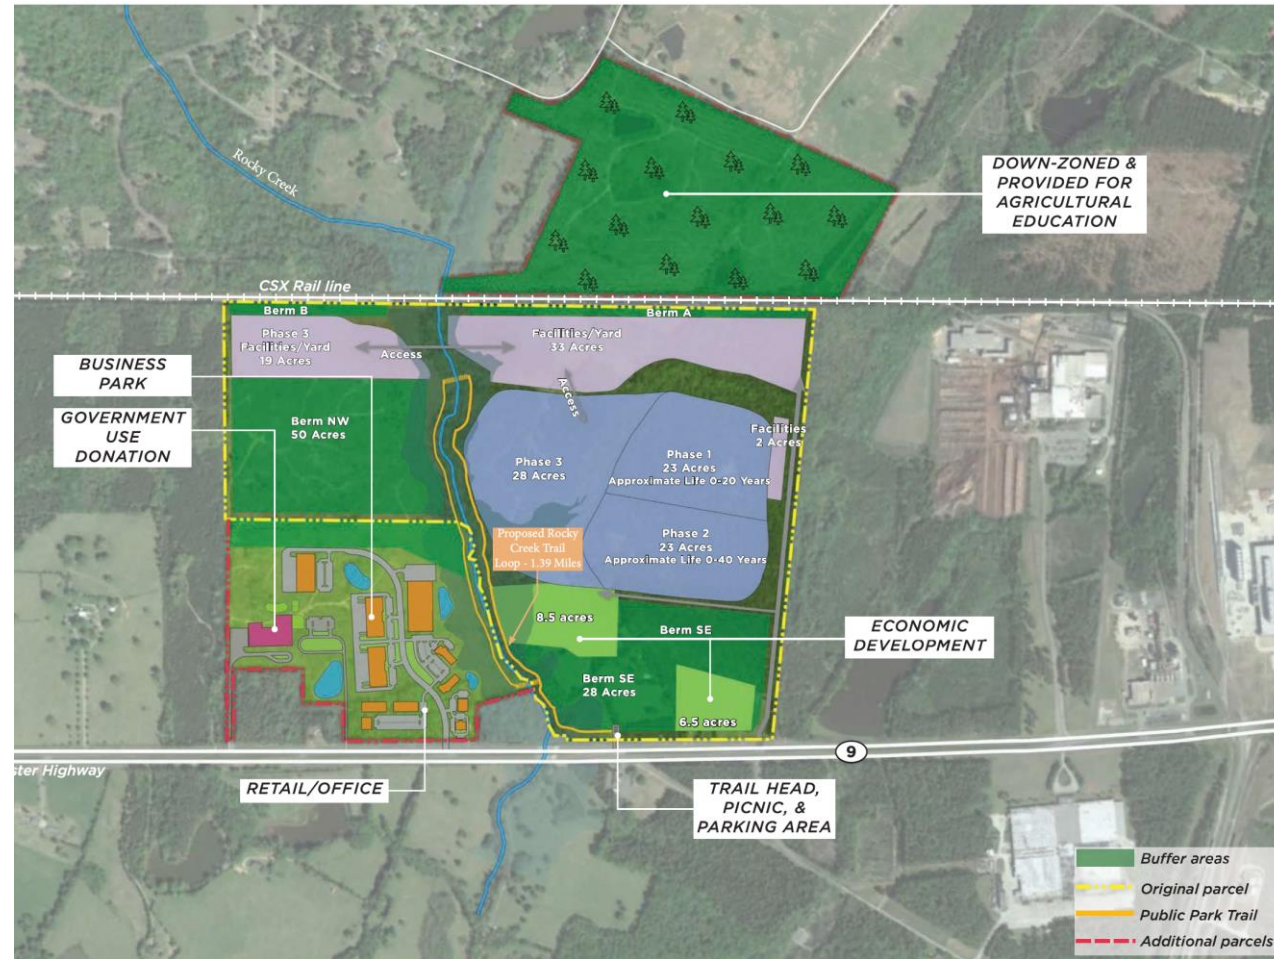 Rocky Creek
DOWN-ZONED &
PROVIDED FOR
AGRICULTURAL
EDUCATION
CSX Rail line
Berm B
Berm A
Phase 3
Facilities/Yard
19 Acres
Access
Facilities/Yard
33 Acres
Access
BUSINESS
PARK
GOVERNMENT
USE
DONATION
Berm NW
50 Acres
Facilities
2 Acres
Phase 3
28 Acres
Phase 1
23 Acres
Approximate Life 0-20 Years
Phase 2
23 Acres
Approximate Life 0-40 Years
Proposed Rocky
Creek Trail
Loop - 1.39 Miles
8.5 acres
Berm SE
ECONOMIC
DEVELOPMENT
Berm SE
28 Acres
6.5 acres
9
ster Highway
RETAIL/OFFICE
TRAIL HEAD,
PICNIC, &
PARKING AREA
Buffer areas
Original parcel
Public Park Trail
Additional parcels